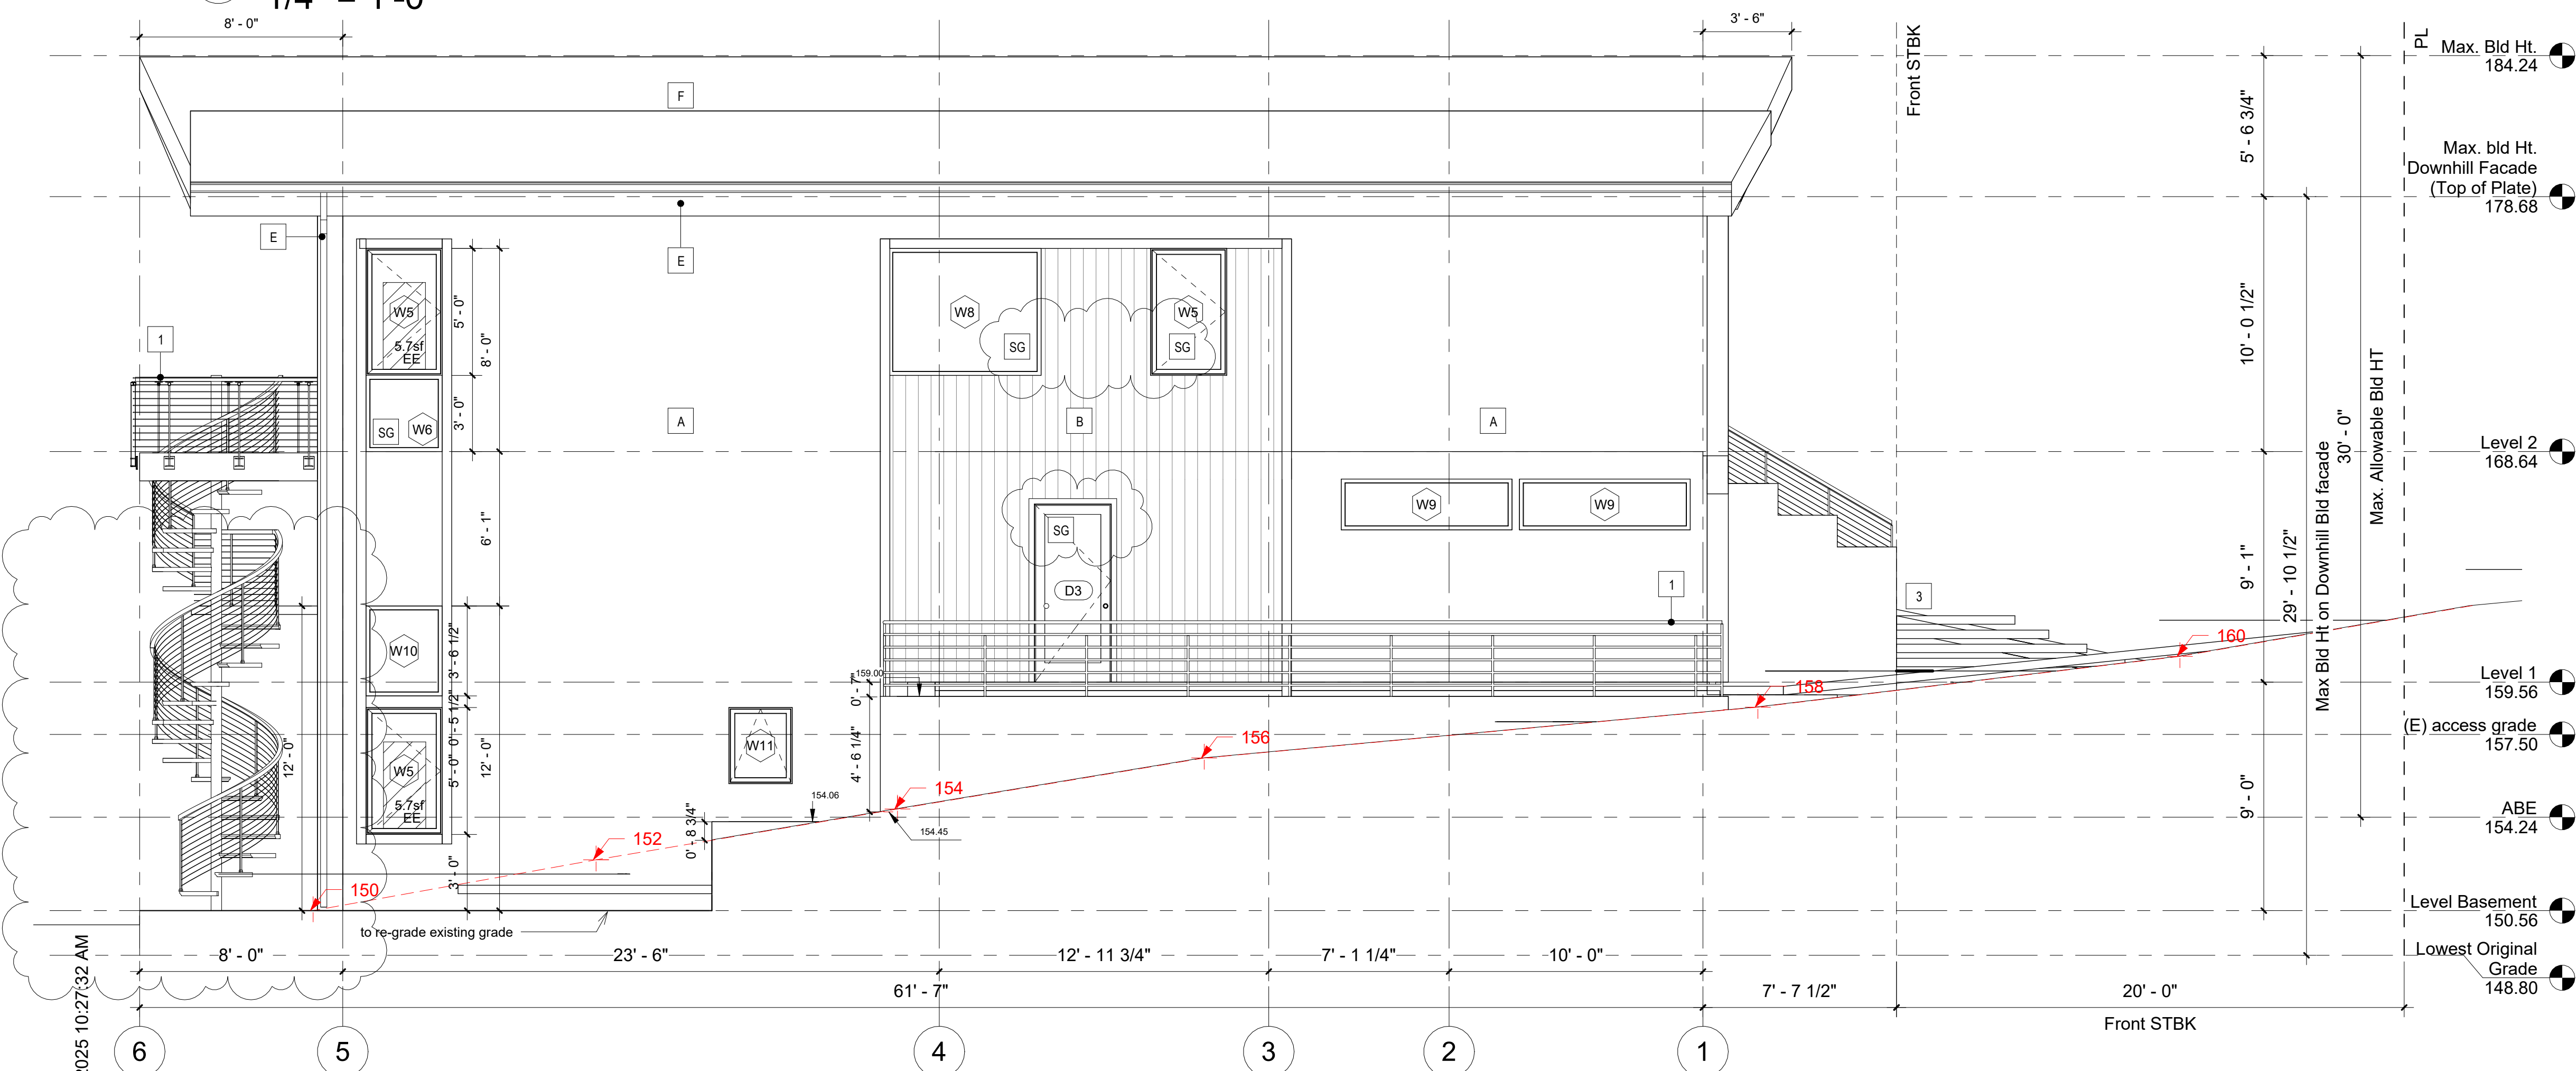 1/4" = 1'-0"
8' - 0"
3' - 6"
Front STBK
PL
Max. Bld Ht.
184.24
F
5' - 6 3/4"
Max. bld Ht.
Downhill Facade
(Top of Plate)
178.68
E
E
W5
5.7sf
EE
5' - 0"
8' - 0"
W8
SG
W5
SG
10' - 0 1/2"
1
SG
W6
3' - 0"
A
B
A
Max. Allowable Bld HT
30' - 0"
Level 2
168.64
W9
W9
SG
6' - 1"
D3
1
3
9' - 1"
29' - 10 1/2"
Max Bld Ht on Downhill Bld facade
W10
3' - 6 1/2"
160
159.00
0' - 7"
158
Level 1
159.56
0' - 5 1/2"
12' - 0"
12' - 0"
W11
156
4' - 6 1/4"
(E) access grade
157.50
W5
5.7sf
EE
5' - 0"
154
154.06
9' - 0"
ABE
154.24
0' - 8 3/4"
154.45
152
3' - 0"
150
Level Basement
150.56
to re-grade existing grade
8' - 0"
23' - 6"
12' - 11 3/4"
7' - 1 1/4"
10' - 0"
Lowest Original
Grade
148.80
61' - 7"
7' - 7 1/2"
20' - 0"
Front STBK
2025 10:27:32 AM
6
5
4
3
2
1